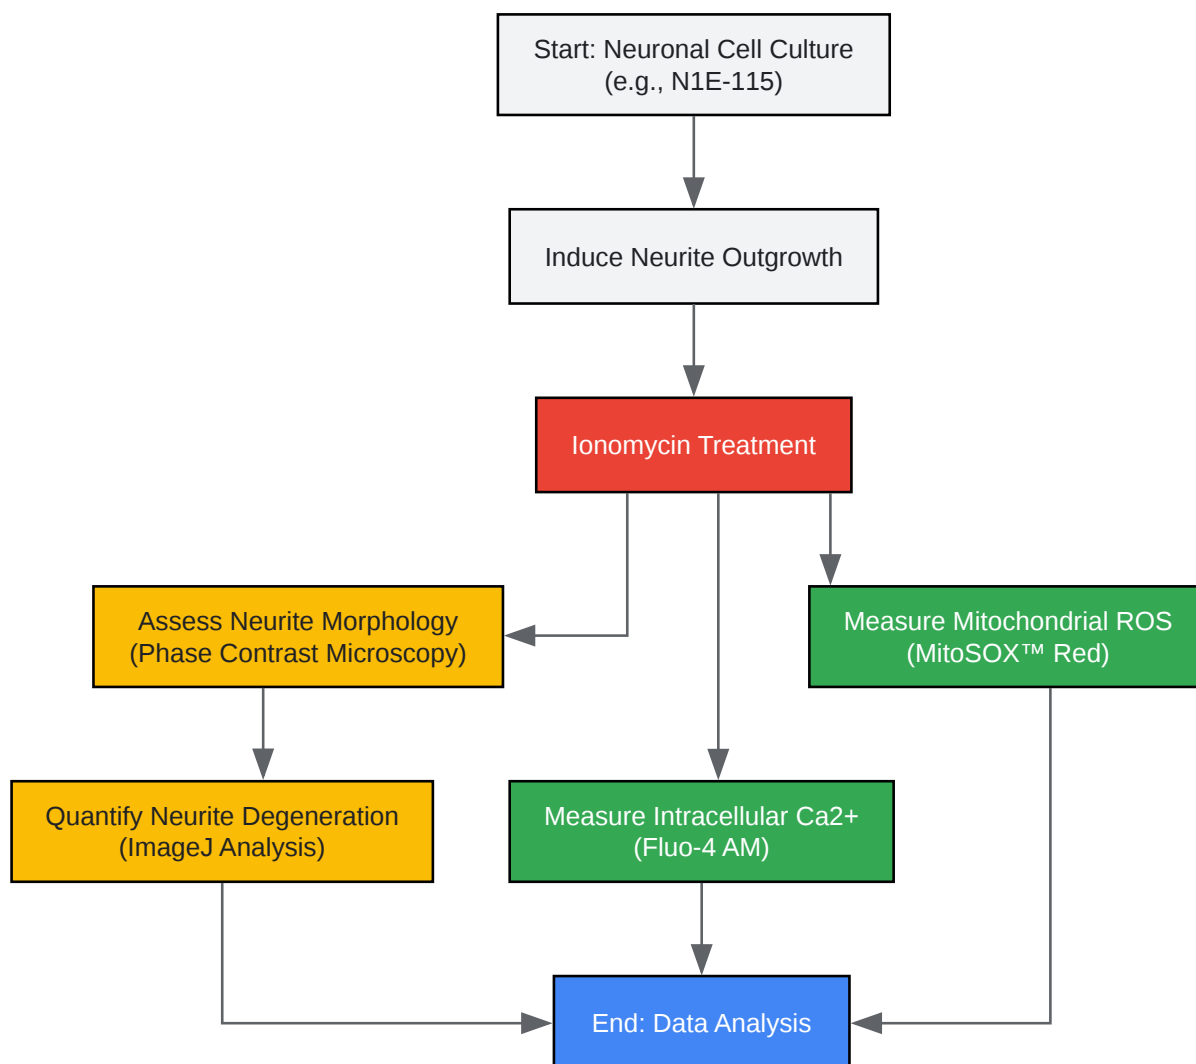 Start: Neuronal Cell Culture
(e.g., N1E-115)
Induce Neurite Outgrowth
Ionomycin Treatment
Assess Neurite Morphology
(Phase Contrast Microscopy)
Measure Mitochondrial ROS
(MitoSOX™ Red)
Quantify Neurite Degeneration
(ImageJ Analysis)
Measure Intracellular Ca2+
(Fluo-4 AM)
End: Data Analysis